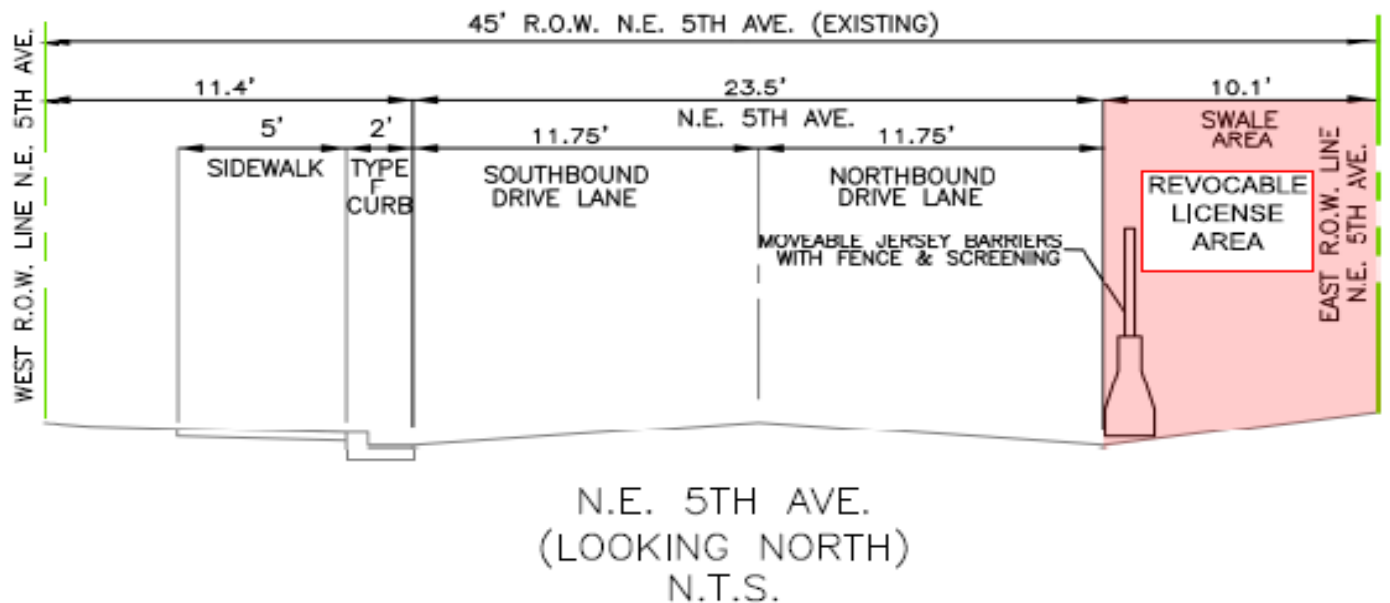 45' R.O.W. N.E. 5TH AVE. (EXISTING)
11.4'
23.5'
10.1'
N.E. 5TH AVE.
SWALE
AREA
5'
2'
11.75'
11.75'
SIDEWALK
TYPE
F
CURB
SOUTHBOUND
DRIVE LANE
NORTHBOUND
DRIVE LANE
REVOCABLE
LICENSE
AREA
MOVEABLE JERSEY BARRIERS
WITH FENCE & SCREENING
WEST R.O.W. LINE N.E. 5TH AVE.
EAST R.O.W. LINE
N.E. 5TH AVE.
N.E. 5TH AVE.
(LOOKING NORTH)
N.T.S.